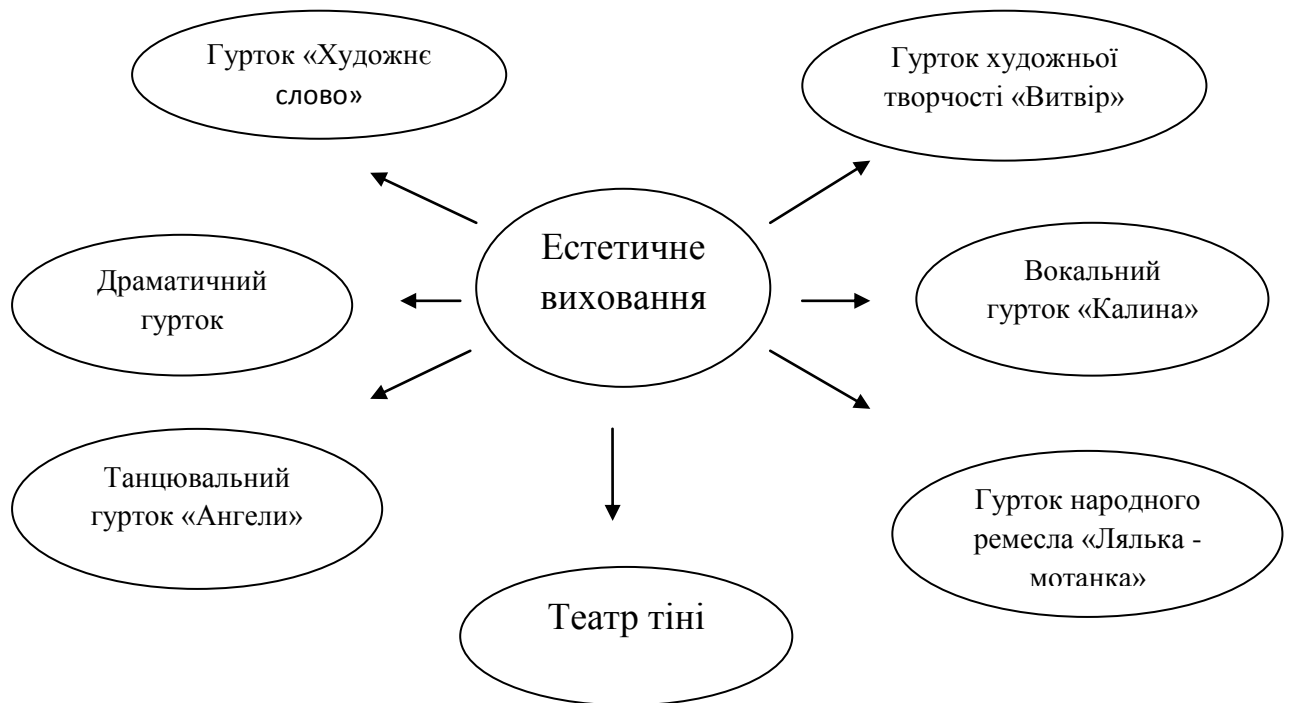 Гурток «Художнє
слово»
Гурток художньої
творчості «Витвір»
Естетичне
виховання
Драматичний
гурток
Вокальний
гурток «Калина»
Танцювальний
гурток «Ангели»
Гурток народного
ремесла «Лялька -
мотанка»
Театр тіні